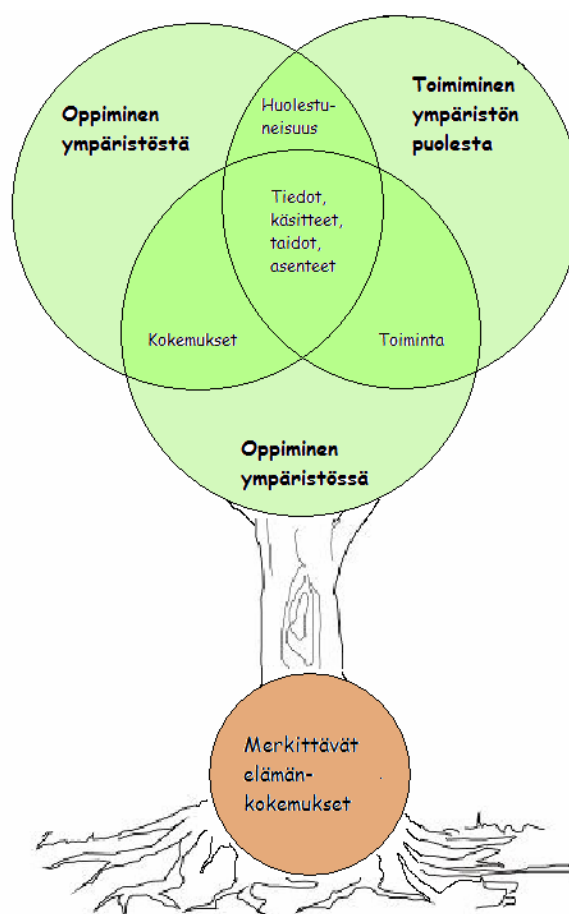 Oppiminen
ympäristöstä
Huolestu-
neisuus
Toimiminen
ympäristön
puolesta
Tiedot,
käsitteet,
taidot,
asenteet
Kokemukset
Toiminta
Oppiminen
ympäristössä
Merkittävät
elämän-
kokemukset